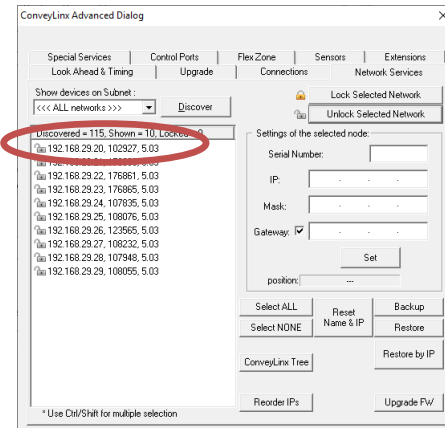 ConveyLinx Advanced Dialog
Special Services
Control Ports
Flex Zone
Sensors
Extensions
Look Ahead & Timing
Upgrade
Connections
Network Services
Show devices on Subnet :
<<< ALL networks >>>
Discover
Lock Selected Network
Unlock Selected Network
Discovered = 115, Shown = 10, Locked
192.168.29.20, 102927, 5.03
192.168.29.22, 176861, 5.03
192.168.29.23, 176865, 5.03
192.168.29.24, 107835, 5.03
192.168.29.25, 108076, 5.03
192.168.29.26, 123565, 5.03
192.168.29.27, 108232, 5.03
192.168.29.28, 107948, 5.03
192.168.29.29, 108055, 5.03
* Use Ctrl/Shift for multiple selection
Settings of the selected node:
Serial Number:
IP:
Mask:
Gateway:
Set
position:
---
Select ALL
Select NONE
Reset
Name & IP
Backup
Restore
ConveyLinx Tree
Restore by IP
Reorder IPs
Upgrade FW